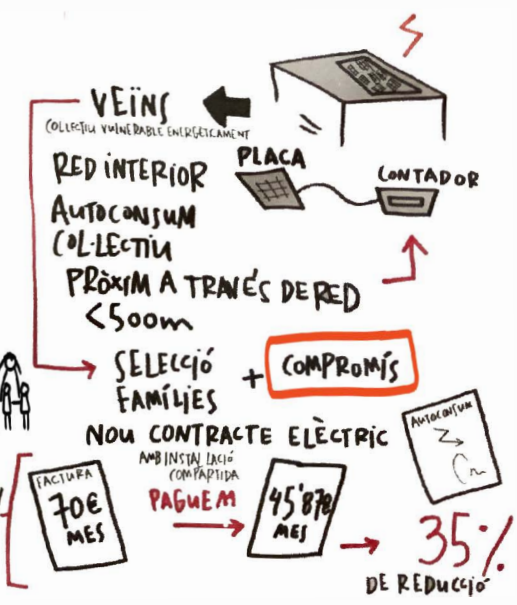 VEÏNS
COL·LECTIU VULNERABLE ENERGETICAMENT
PLACA
CONTADOR
RED INTERIOR
AUTOCONSUM
COL·LECTIU
PRÒXIM A TRAVÉS DE RED
<500m
SELECCIÓ
FAMÍLIES
+
COMPROMÍS
NOU CONTRACTE ELÈCTRIC
AMB INSTAL·LACIÓ
COMPARTIDA
FACTURA
70€
MES
PAGUEM
45'87€
MES
AUTOCONSUM
35%
DE REDUCCIÓ